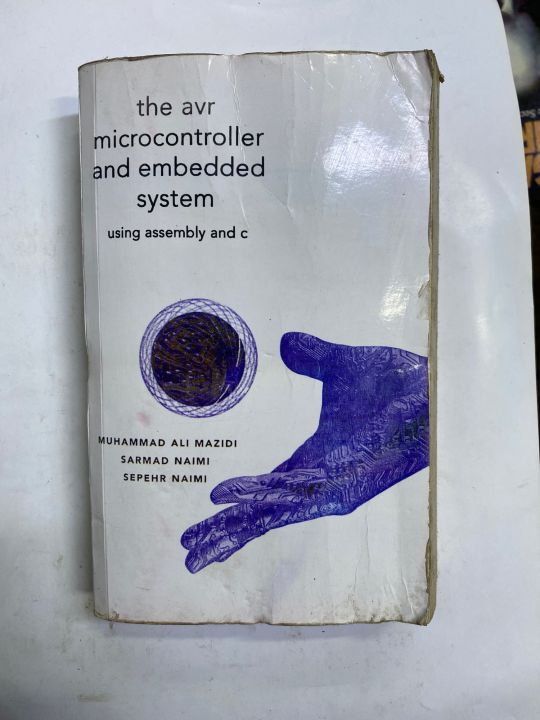 the avr
microcontroller
and embedded
system
using assembly and c
MUHAMMAD ALI MAZIDI
SARMAD NAIMI
SEPEHR NAIMI